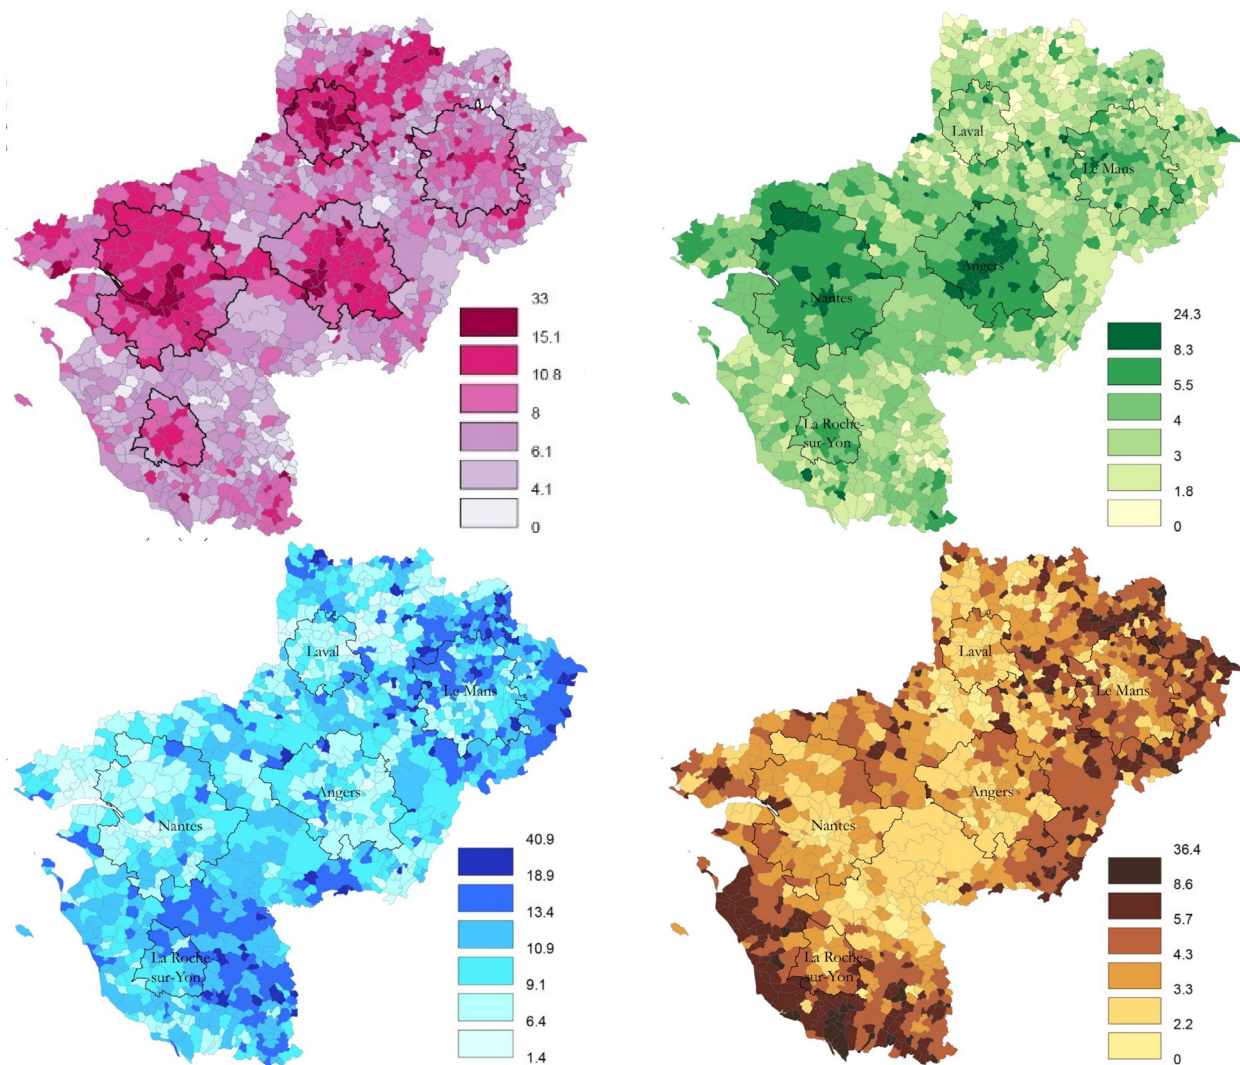 33
15.1
10.8
8
6.1
4.1
0
Laval
Le Mans
Angers
Nantes
La Roche-
sur-Yon
24.3
8.3
5.5
4
3
1.8
0
Laval
Le Mans
Angers
Nantes
La Roche-
sur-Yon
40.9
18.9
13.4
10.9
9.1
6.4
1.4
Laval
Le Mans
Angers
Nantes
La Roche-
sur-Yon
36.4
8.6
5.7
4.3
3.3
2.2
0